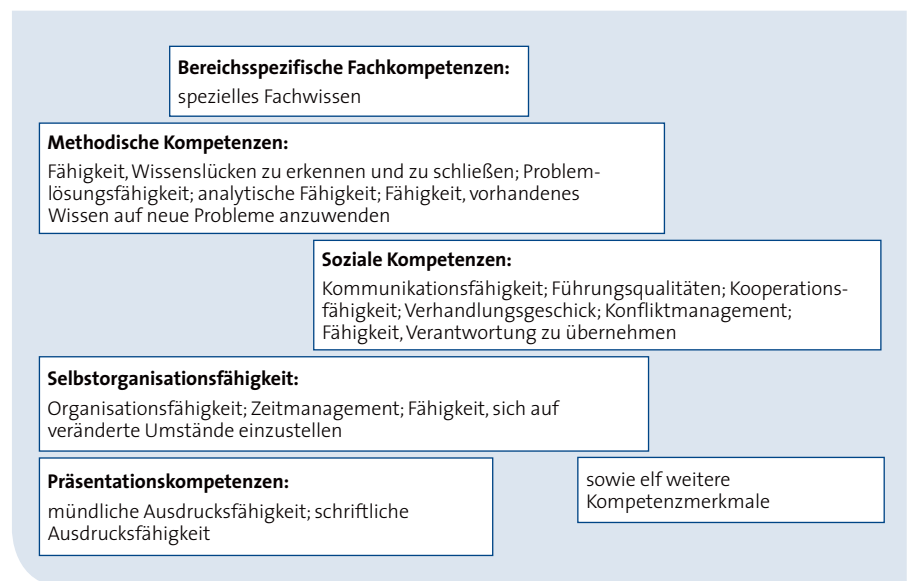 Bereichsspezifische Fachkompetenzen:
spezielles Fachwissen
Methodische Kompetenzen:
Fähigkeit, Wissenslücken zu erkennen und zu schließen; Problem-
lösungsfähigkeit; analytische Fähigkeit; Fähigkeit, vorhandenes
Wissen auf neue Probleme anzuwenden
Soziale Kompetenzen:
Kommunikationsfähigkeit; Führungsqualitäten; Kooperations-
fähigkeit; Verhandlungsgeschick; Konfliktmanagement;
Fähigkeit, Verantwortung zu übernehmen
Selbstorganisationsfähigkeit:
Organisationsfähigkeit; Zeitmanagement; Fähigkeit, sich auf
veränderte Umstände einzustellen
Präsentationskompetenzen:
mündliche Ausdrucksfähigkeit; schriftliche
Ausdrucksfähigkeit
sowie elf weitere
Kompetenzmerkmale